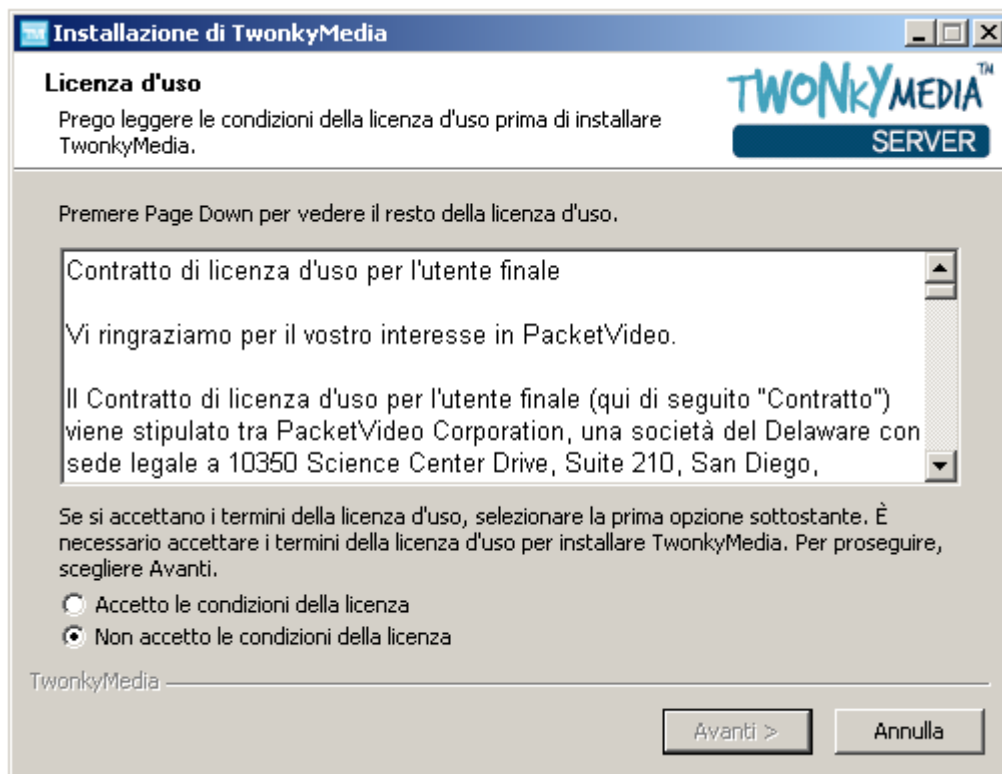 Installazione di TwonkyMedia
Licenza d'uso
Prego leggere le condizioni della licenza d'uso prima di installare
TwonkyMedia.
TWONKYMEDIA™
SERVER
Premere Page Down per vedere il resto della licenza d'uso.
Contratto di licenza d'uso per l'utente finale
Vi ringraziamo per il vostro interesse in PacketVideo.
Il Contratto di licenza d'uso per l'utente finale (qui di seguito "Contratto")
viene stipulato tra PacketVideo Corporation, una società del Delaware con
sede legale a 10350 Science Center Drive, Suite 210, San Diego,
Se si accettano i termini della licenza d'uso, selezionare la prima opzione sottostante. È
necessario accettare i termini della licenza d'uso per installare TwonkyMedia. Per proseguire,
scegliere Avanti.
Accetto le condizioni della licenza
Non accetto le condizioni della licenza
TwonkyMedia
Avanti >
Annulla